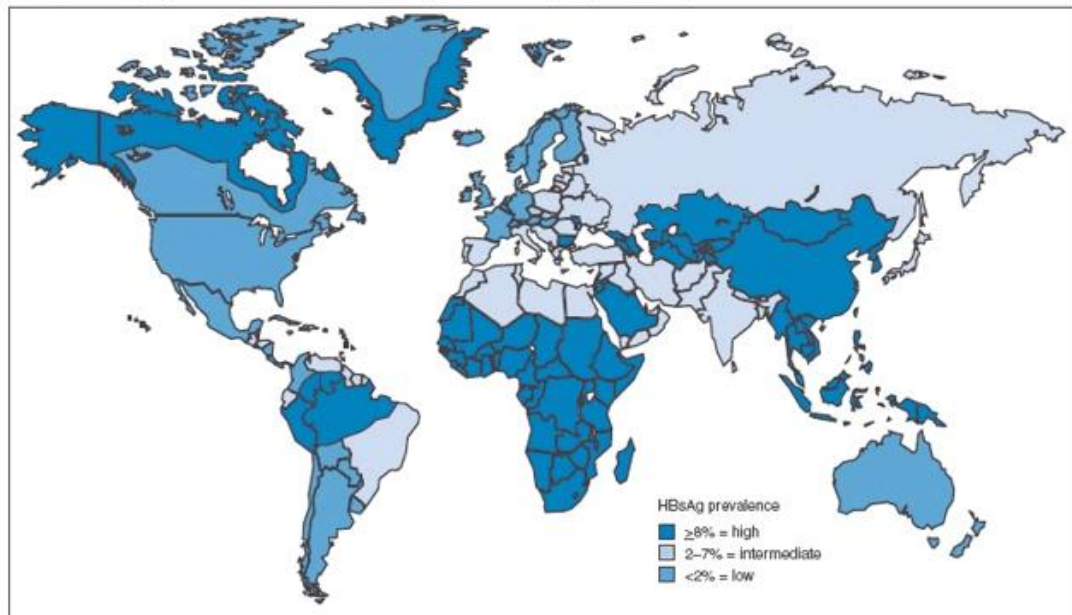 HBsAg prevalence
≥8% = high
2–7% = intermediate
<2% = low